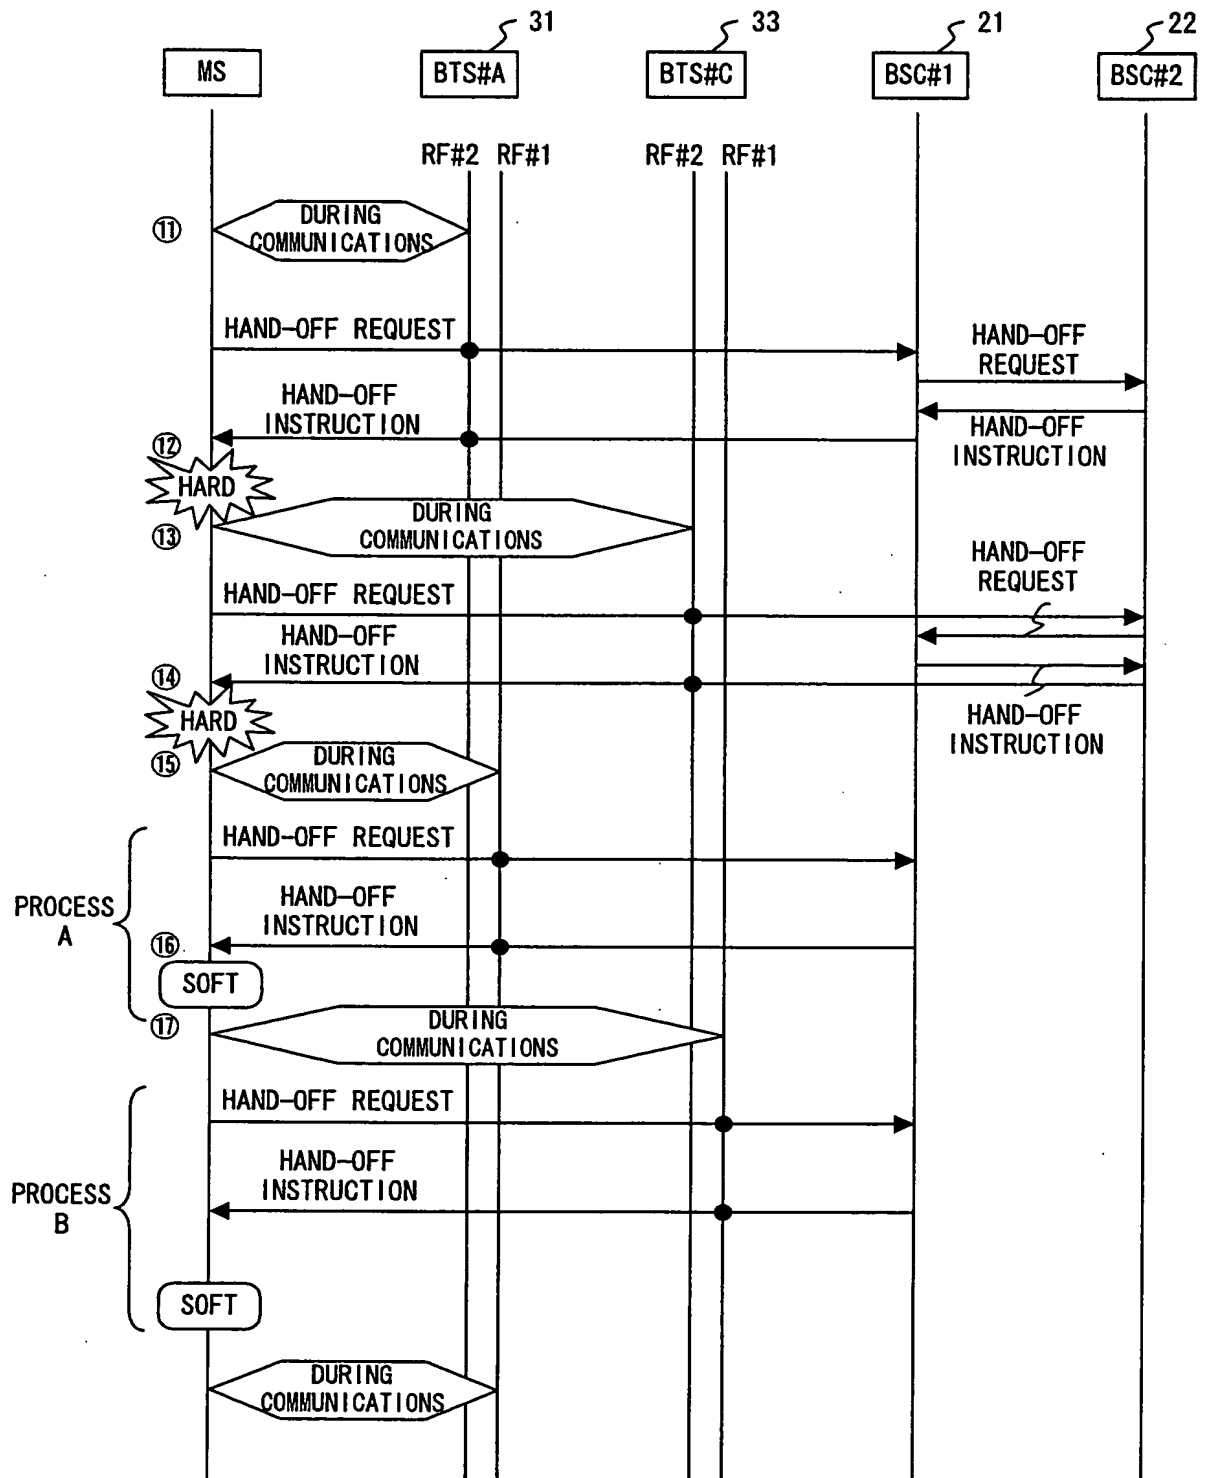 31
33
21
22
MS
BTS#A
BTS#C
BSC#1
BSC#2
RF#2 RF#1
RF#2 RF#1
⑪
DURING
COMMUNICATIONS
HAND-OFF REQUEST
HAND-OFF
REQUEST
HAND-OFF
INSTRUCTION
HAND-OFF
INSTRUCTION
⑫
HARD
⑬
DURING
COMMUNICATIONS
HAND-OFF
REQUEST
HAND-OFF REQUEST
HAND-OFF
INSTRUCTION
⑭
HARD
HAND-OFF
INSTRUCTION
⑮
DURING
COMMUNICATIONS
HAND-OFF REQUEST
PROCESS
A
HAND-OFF
INSTRUCTION
⑯
SOFT
⑰
DURING
COMMUNICATIONS
HAND-OFF REQUEST
HAND-OFF
INSTRUCTION
PROCESS
B
SOFT
DURING
COMMUNICATIONS